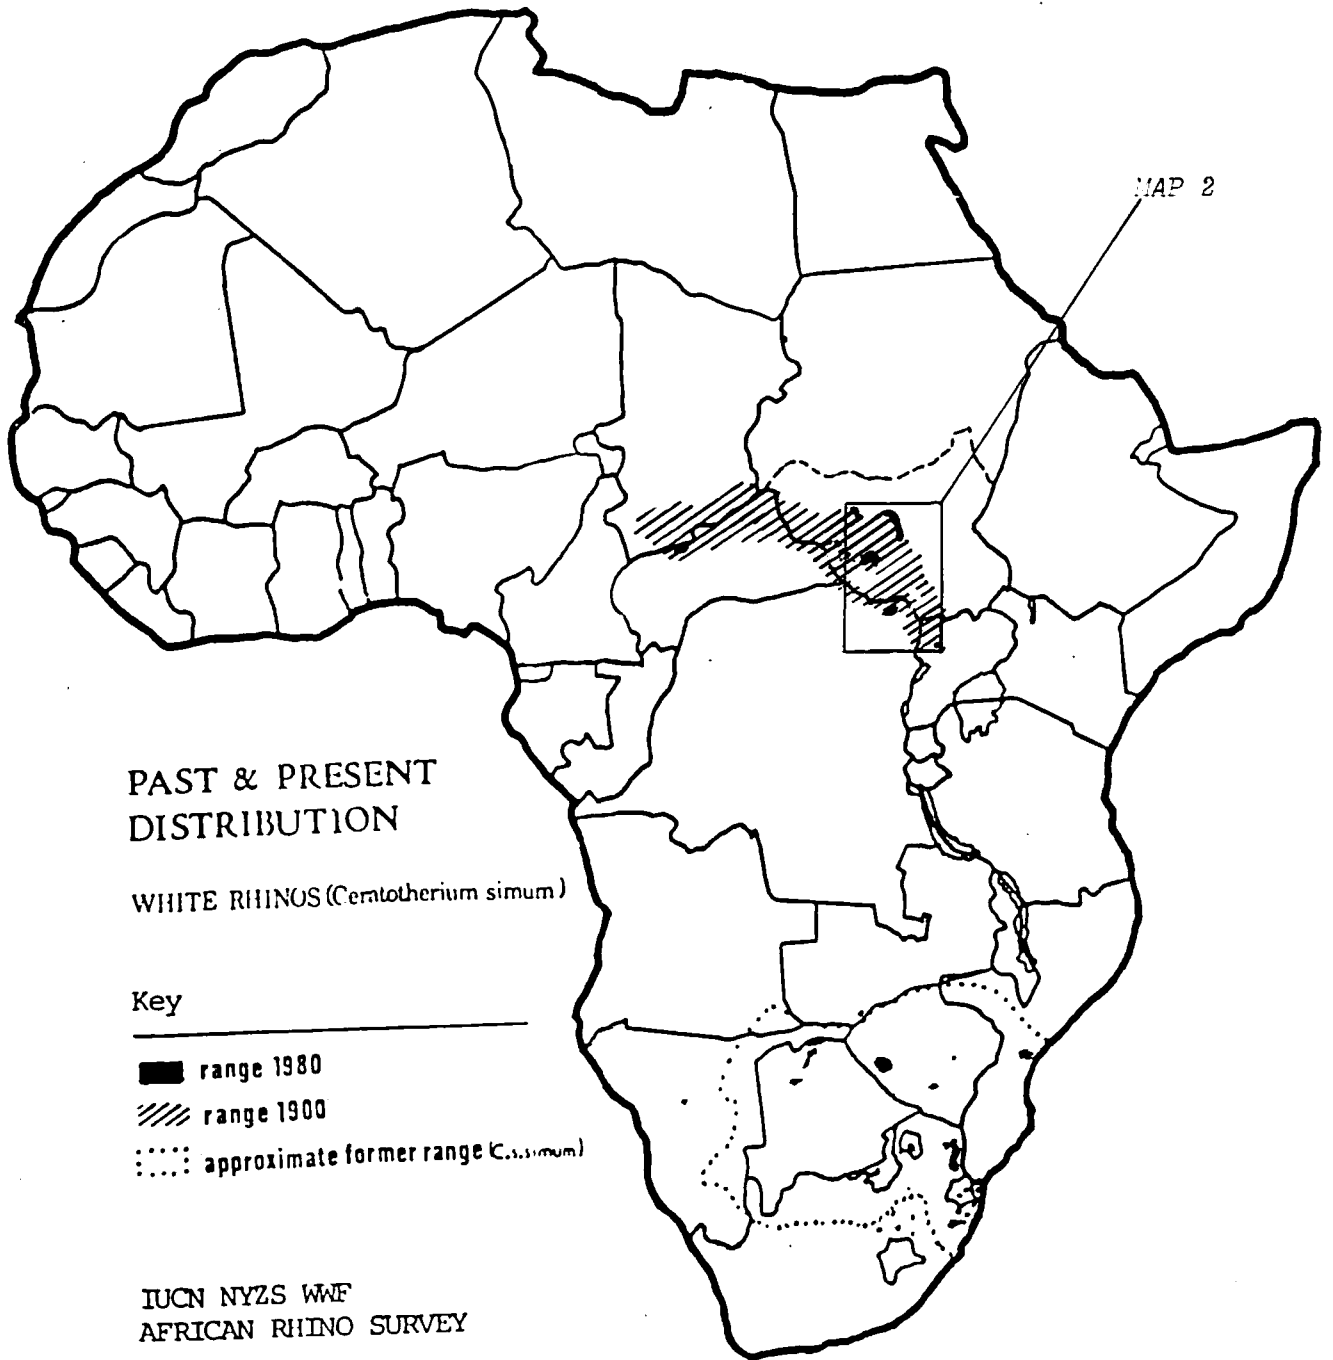 MAP 2
PAST & PRESENT
DISTRIBUTION
WHITE RHINOS (Ceratotherium simum)
Key
range 1980
range 1900
approximate former range (C.s.simum)
IUCN NYZS WWF
AFRICAN RHINO SURVEY